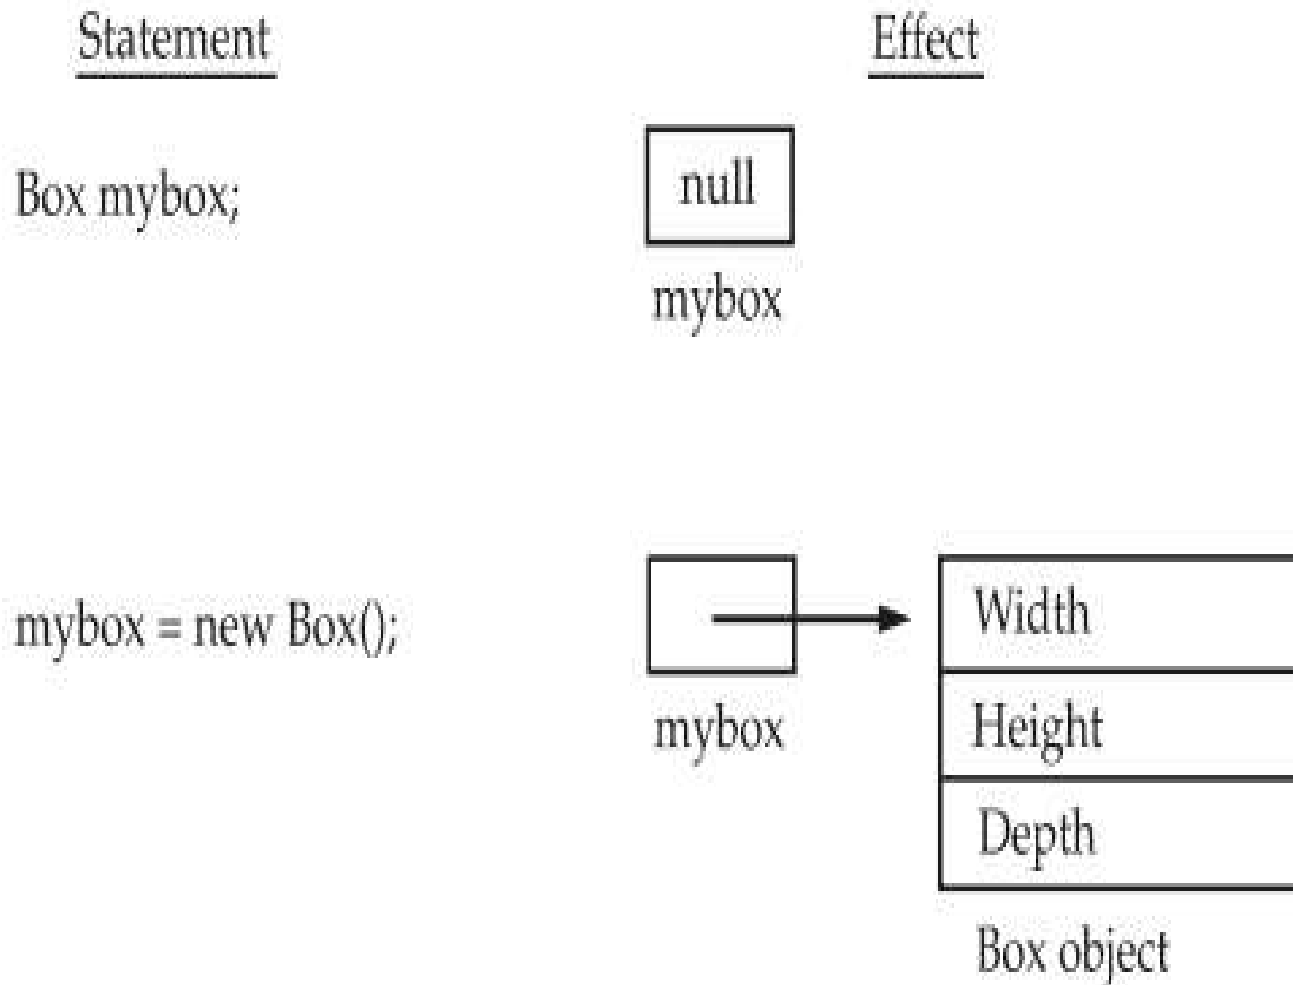 Statement
Effect
Box mybox;
null
mybox
mybox = new Box();
mybox
Width
Height
Depth
Box object